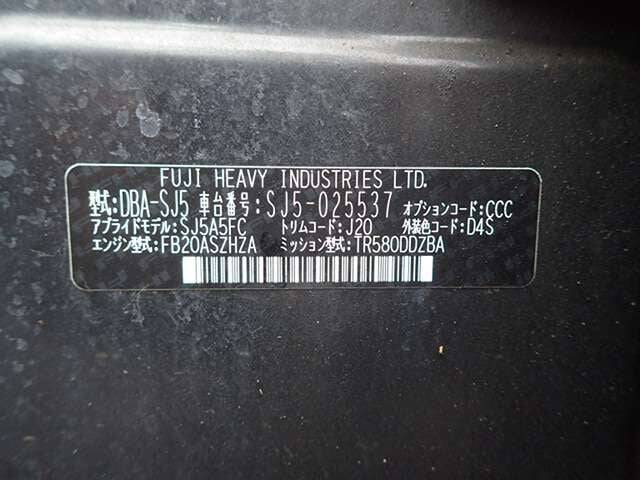 FUJI HEAVY INDUSTRIES LTD.
型式:DBA-SJ5 車台番号:SJ5-025537 オプションコード:CCC
アプライドモデル:SJ5A5FC トリムコード:J20 外装色コード:D4S
エンジン型式:FB20ASZHZA ミッション型式:TR580DDZBA